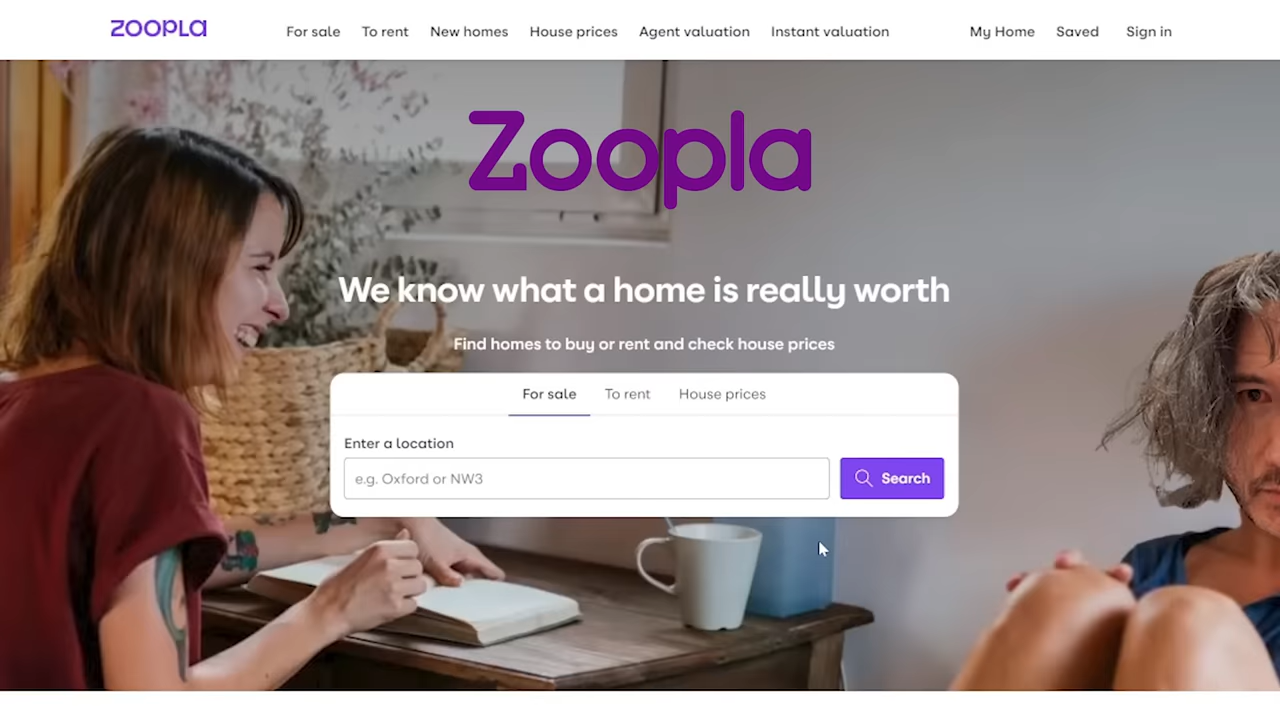 ZOOPLA
For sale To rent New homes House prices Agent valuation Instant valuation My Home Saved Sign in
Zoopla
We know what a home is really worth
Find homes to buy or rent and check house prices
For sale To rent House prices
Enter a location
e.g. Oxford or NW3
Search